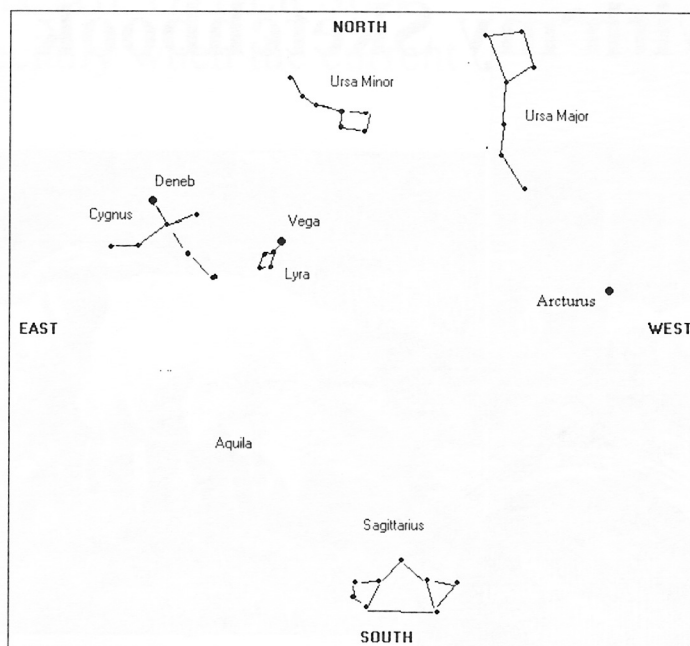 NORTH
Ursa Minor
Ursa Major
Deneb
Cygnus
Vega
Lyra
Arcturus
EAST
WEST
Aquila
Sagittarius
SOUTH